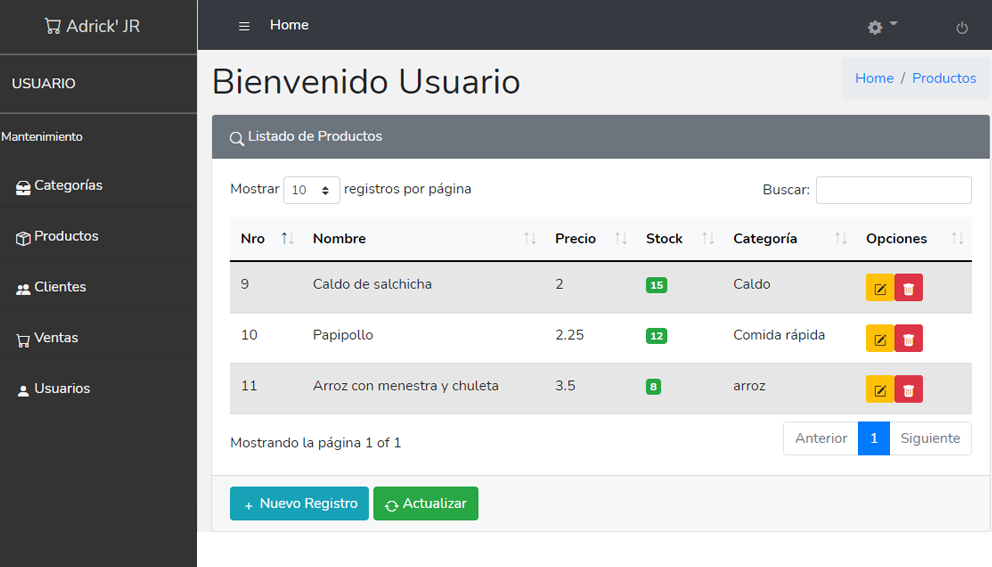 Adrick' JR
Home
USUARIO
Bienvenido Usuario
Home / Productos
Mantenimiento
Categorías
Productos
Clientes
Ventas
Usuarios
Listado de Productos
Mostrar 10 registros por página
Buscar:
Nro Nombre Precio Stock Categoría Opciones
9 Caldo de salchicha 2 15 Caldo
10 Papipollo 2.25 12 Comida rápida
11 Arroz con menestra y chuleta 3.5 8 arroz
Mostrando la página 1 of 1
Anterior 1 Siguiente
+ Nuevo Registro
Actualizar